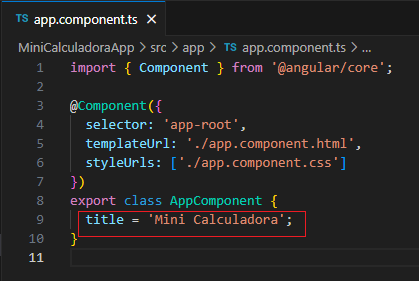 TS app.component.ts ×
MiniCalculadoraApp > src > app > TS app.component.ts > ...
1 import { Component } from '@angular/core';
2
3 @Component({
4 selector: 'app-root',
5 templateUrl: './app.component.html',
6 styleUrls: ['./app.component.css']
7 })
8 export class AppComponent {
9 title = 'Mini Calculadora';
10 }
11